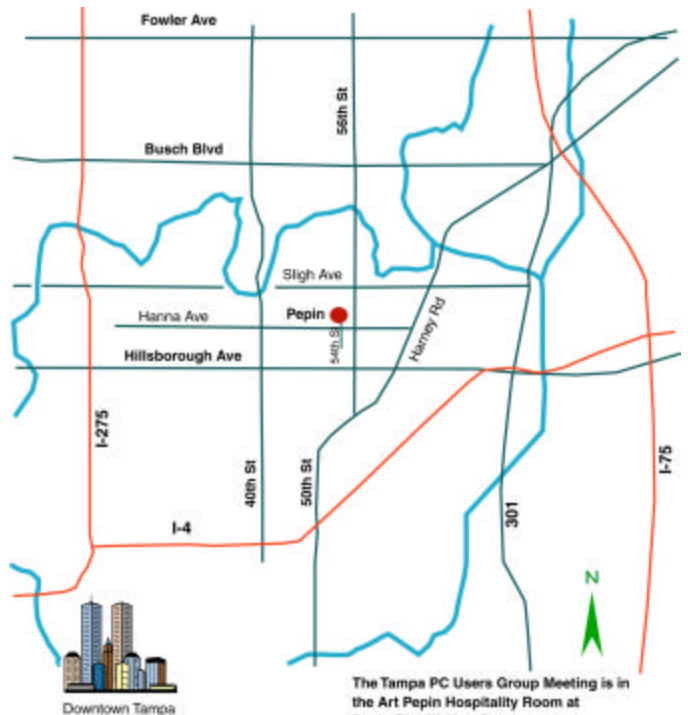 Fowler Ave
56th St
Busch Blvd
Sligh Ave
Hanna Ave
Pepin
54th St
Harney Rd
Hillsborough Ave
I-275
40th St
50th St
301
I-75
I-4
N
Downtown Tampa
The Tampa PC Users Group Meeting is in
the Art Pepin Hospitality Room at